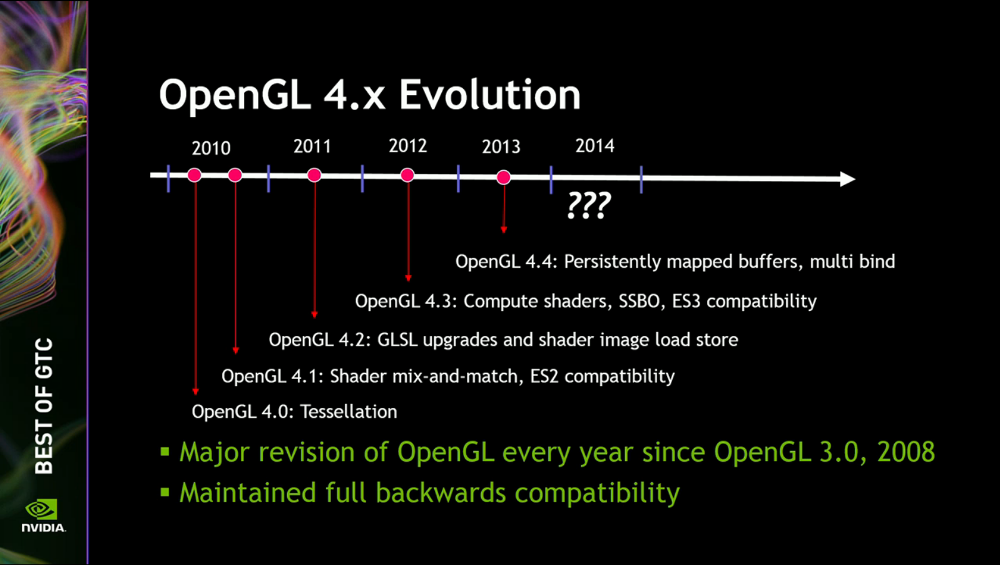 OpenGL 4.x Evolution
2010
2011
2012
2013
2014
???
OpenGL 4.4: Persistently mapped buffers, multi bind
OpenGL 4.3: Compute shaders, SSBO, ES3 compatibility
OpenGL 4.2: GLSL upgrades and shader image load store
OpenGL 4.1: Shader mix-and-match, ES2 compatibility
OpenGL 4.0: Tessellation
▪ Major revision of OpenGL every year since OpenGL 3.0, 2008
▪ Maintained full backwards compatibility
BEST OF GTC
NVIDIA.